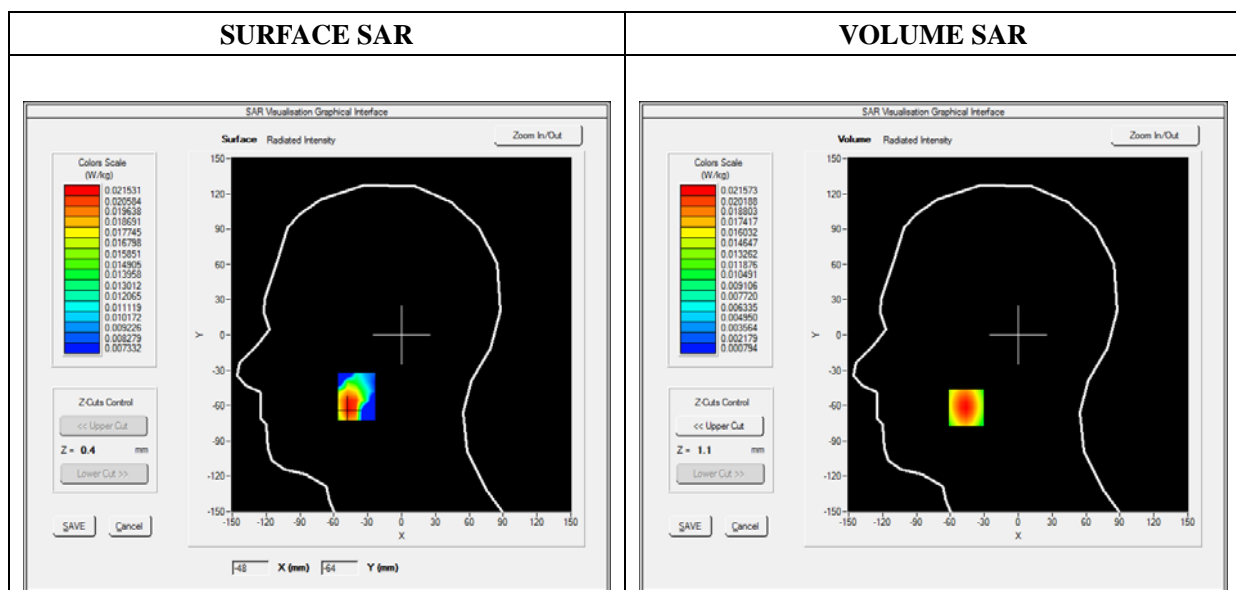 SURFACE SAR
VOLUME SAR
SAR Visualisation Graphical Interface
Surface Radiated Intensity
Zoom In/Out
Colors Scale
(W/kg)
0.021531
0.020584
0.019638
0.018691
0.017745
0.016798
0.015851
0.014905
0.013958
0.013012
0.012065
0.011119
0.010172
0.009226
0.008279
0.007332
Z-Cuts Control
<< Upper Cut
Z = 0.4 mm
Lower Cut >>
SAVE Cancel
150
120
90
60
30
0
-30
-60
-90
-120
-150
Y
-150 -120 -90 -60 -30 0 30 60 90 120 150
X
-48 X (mm) -64 Y (mm)
SAR Visualisation Graphical Interface
Volume Radiated Intensity
Zoom In/Out
Colors Scale
(W/kg)
0.021573
0.020188
0.018803
0.017417
0.016032
0.014647
0.013262
0.011876
0.010491
0.009106
0.007720
0.006335
0.004950
0.003564
0.002179
0.000794
Z-Cuts Control
<< Upper Cut
Z = 1.1 mm
Lower Cut >>
SAVE Cancel
150
120
90
60
30
0
-30
-60
-90
-120
-150
Y
-150 -120 -90 -60 -30 0 30 60 90 120 150
X